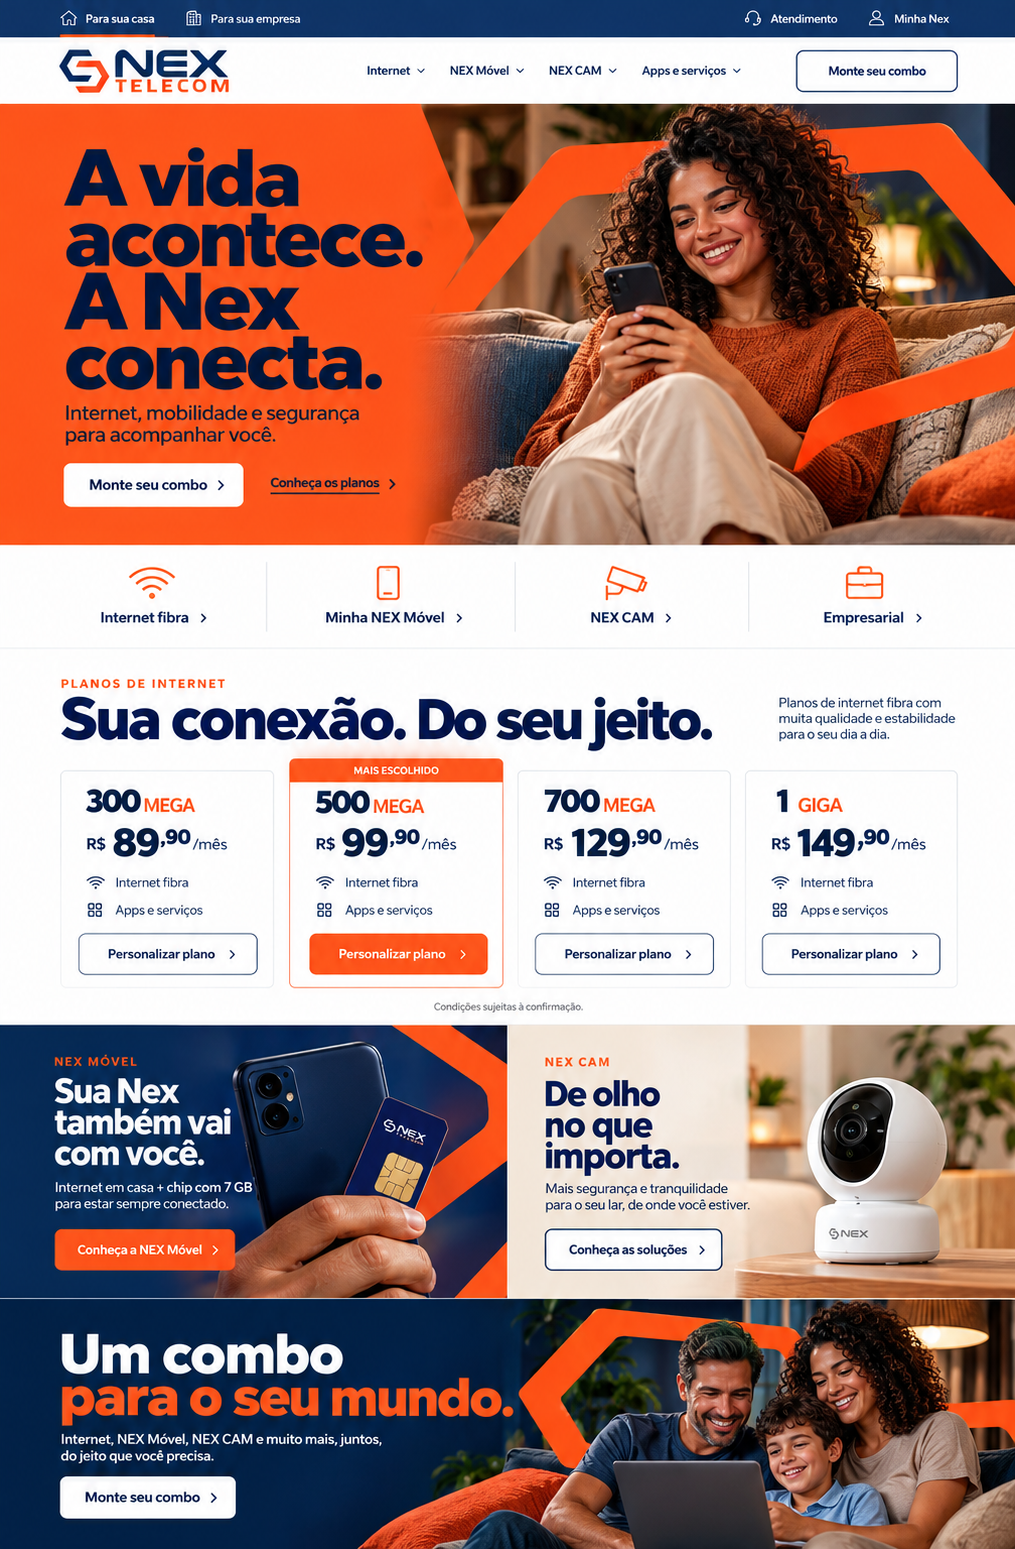 Para sua casa
Para sua empresa
Atendimento
Minha Nex
NEX
TELECOM
Internet
NEX Móvel
NEX CAM
Apps e serviços
Monte seu combo
A vida
acontece.
A Nex
conecta.
Internet, mobilidade e segurança
para acompanhar você.
Monte seu combo
Conheça os planos
Internet fibra
Minha NEX Móvel
NEX CAM
Empresarial
PLANOS DE INTERNET
Sua conexão. Do seu jeito.
Planos de internet fibra com
muita qualidade e estabilidade
para o seu dia a dia.
300 MEGA
R$ 89,90/mês
Internet fibra
Apps e serviços
Personalizar plano
MAIS ESCOLHIDO
500 MEGA
R$ 99,90/mês
Internet fibra
Apps e serviços
Personalizar plano
700 MEGA
R$ 129,90/mês
Internet fibra
Apps e serviços
Personalizar plano
1 GIGA
R$ 149,90/mês
Internet fibra
Apps e serviços
Personalizar plano
Condições sujeitas à confirmação.
NEX MÓVEL
Sua Nex
também vai
com você.
Internet em casa + chip com 7 GB
para estar sempre conectado.
Conheça a NEX Móvel
NEX
TELECOM
NEX CAM
De olho
no que
importa.
Mais segurança e tranquilidade
para o seu lar, de onde você estiver.
Conheça as soluções
NEX
Um combo
para o seu mundo.
Internet, NEX Móvel, NEX CAM e muito mais, juntos,
do jeito que você precisa.
Monte seu combo